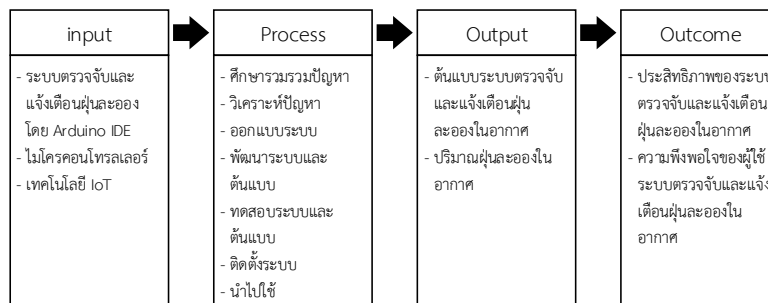 input
- ระบบตรวจจับและ
แจ้งเตือนฝุ่นละออง
โดย Arduino IDE
- ไมโครคอนโทรลเลอร์
- เทคโนโลยี IoT
Process
- ศึกษารวมรวมปัญหา
- วิเคราะห์ปัญหา
- ออกแบบระบบ
- พัฒนาระบบและ
ต้นแบบ
- ทดสอบระบบและ
ต้นแบบ
- ติดตั้งระบบ
- นำไปใช้
Output
- ต้นแบบระบบตรวจจับ
และแจ้งเตือนฝุ่น
ละอองในอากาศ
- ปริมาณฝุ่นละอองใน
อากาศ
Outcome
- ประสิทธิภาพของระบบ
ตรวจจับและแจ้งเตือน
ฝุ่นละอองในอากาศ
- ความพึงพอใจของผู้ใช้
ระบบตรวจจับและแจ้ง
เตือนฝุ่นละอองใน
อากาศ